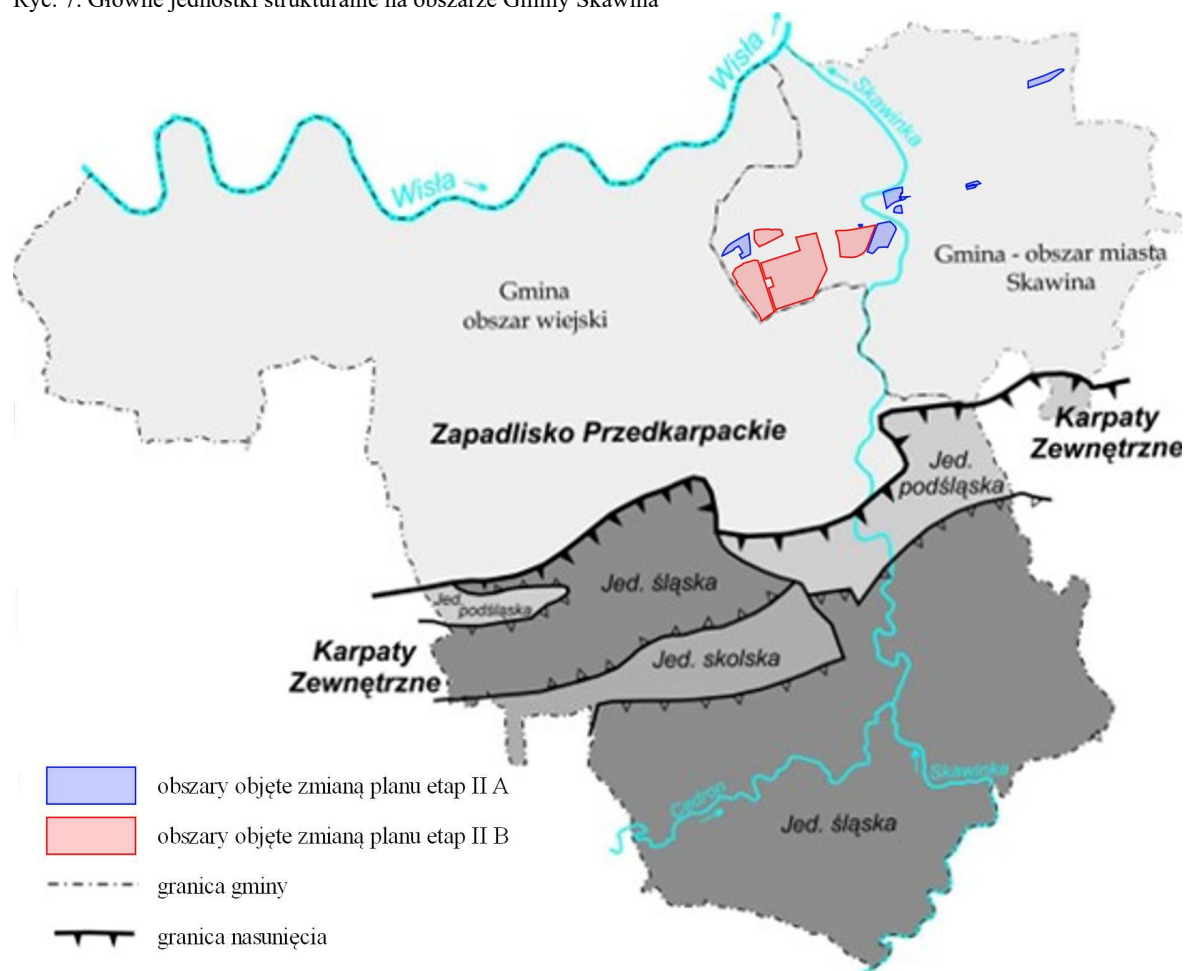 Ryc. 7. Główne jednostki strukturalne na obszarze Gminy Skawina
Wisła
Skawinka
Wisła
Gmina - obszar miasta
Skawina
Gmina
obszar wiejski
Zapadlisko Przedkarpackie
Karpaty
Zewnętrzne
Jed.
podśląska
Jed. śląska
Jed.
podśląska
Karpaty
Zewnętrzne
Jed. skolska
Cedron
Skawinka
Jed. śląska
obszary objęte zmianą planu etap II A
obszary objęte zmianą planu etap II B
granica gminy
granica nasunięcia